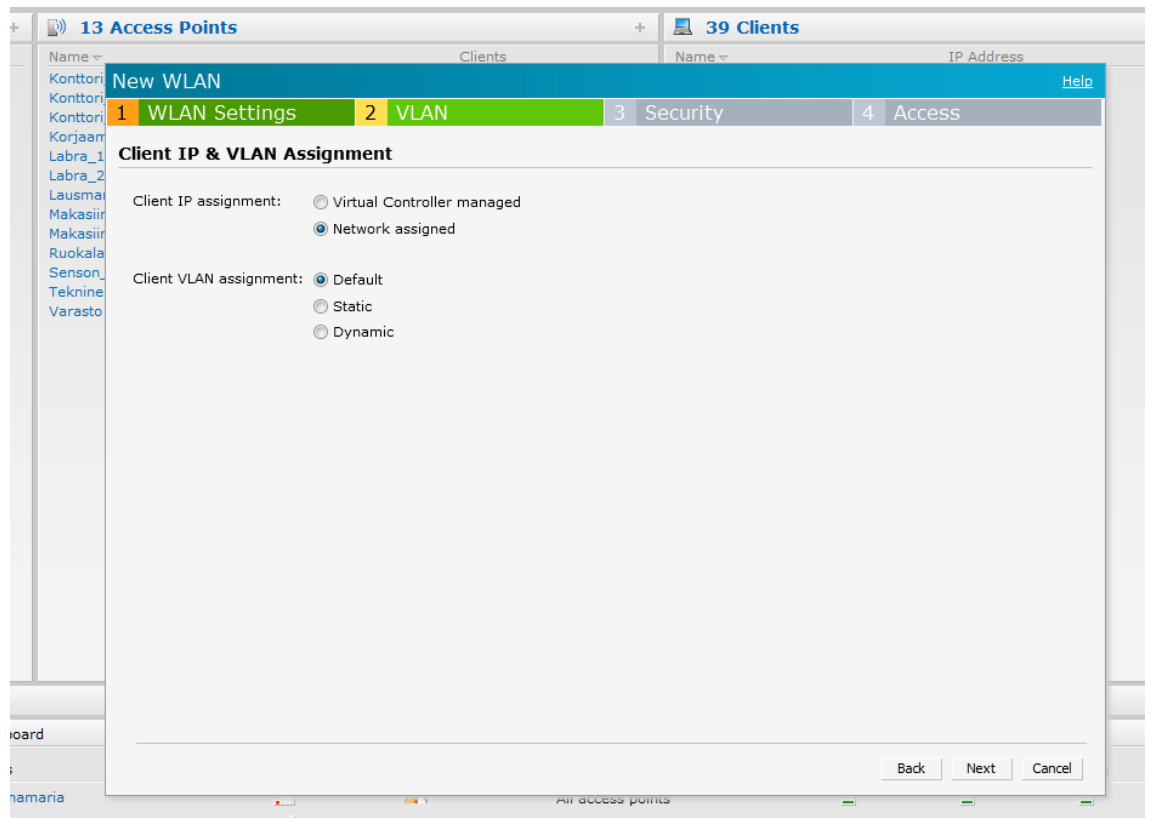 13 Access Points
+
39 Clients
Name
Clients
Name
IP Address
New WLAN
Help
1 WLAN Settings
2 VLAN
3 Security
4 Access
Konttori
Konttori
Konttori
Korjaam
Labra_1
Labra_2
Lausma
Makasiir
Makasiir
Ruokala
Senson_
Teknine
Varasto
Client IP & VLAN Assignment
Client IP assignment:
Virtual Controller managed
Network assigned
Client VLAN assignment:
Default
Static
Dynamic
Back
Next
Cancel
oard
amaria
All access points